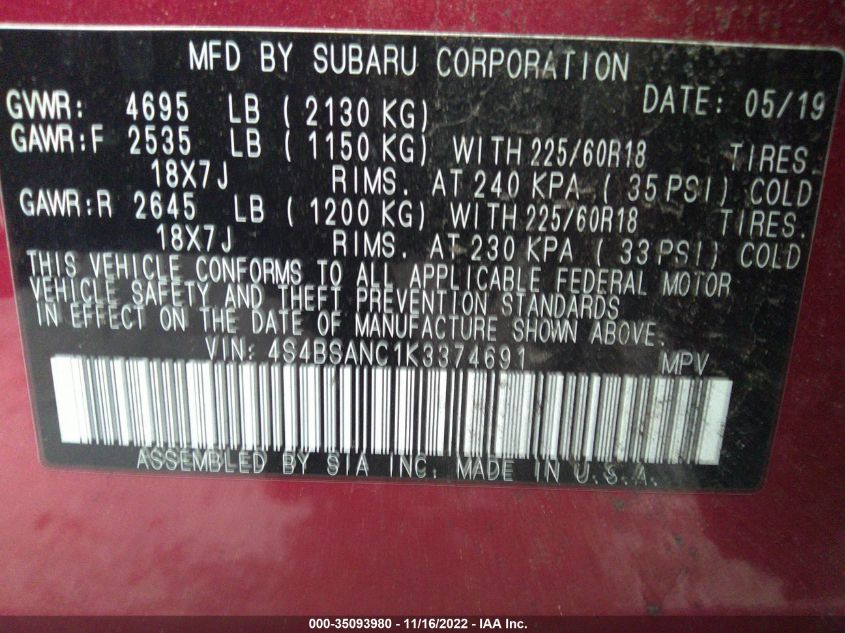 MFD BY SUBARU CORPORATION
GVWR: 4695 LB ( 2130 KG) DATE: 05/19
GAWR:F 2535 LB ( 1150 KG) WITH 225/60R18 TIRES.
18X7J RIMS. AT 240 KPA ( 35 PSI) COLD
GAWR:R 2645 LB ( 1200 KG) WITH 225/60R18 TIRES.
18X7J RIMS. AT 230 KPA ( 33 PSI) COLD
THIS VEHICLE CONFORMS TO ALL APPLICABLE FEDERAL MOTOR
VEHICLE SAFETY AND THEFT PREVENTION STANDARDS
IN EFFECT ON THE DATE OF MANUFACTURE SHOWN ABOVE.
VIN: 4S4BSANC1K3374691 MPV
ASSEMBLED BY SIA INC. MADE IN U.S.A.
000-35093980 - 11/16/2022 - IAA Inc.